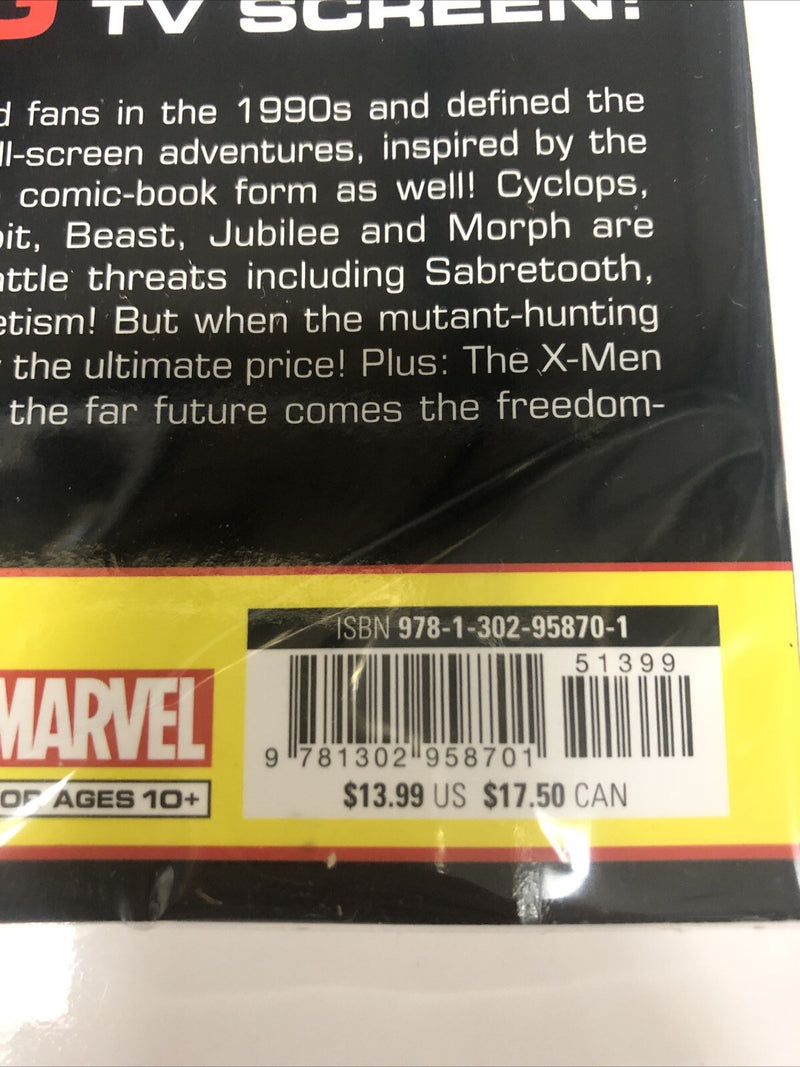 G TV SCREEN!
d fans in the 1990s and defined the
ll-screen adventures, inspired by the
comic-book form as well! Cyclops,
bit, Beast, Jubilee and Morph are
attle threats including Sabretooth,
etism! But when the mutant-hunting
the ultimate price! Plus: The X-Men
the far future comes the freedom-
ISBN 978-1-302-95870-1
51399
9 781302 958701
$13.99 US $17.50 CAN
MARVEL
OR AGES 10+